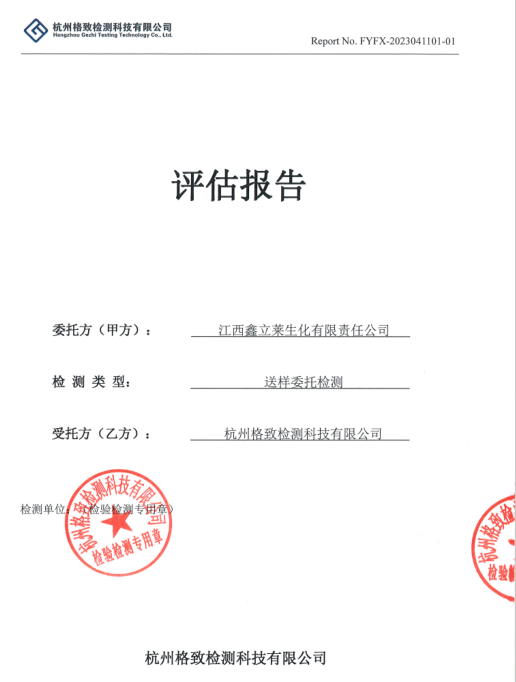 杭州格致检测科技有限公司
Hangzhou Gezhi Testing Technology Co., Ltd.
Report No. FYFX-2023041101-01
评估报告
委托方（甲方）： 江西鑫立莱生化有限责任公司
检 测 类 型： 送样委托检测
受托方（乙方）： 杭州格致检测科技有限公司
检测单位：（检验检测专用章）
杭州格致检测科技有限公司
检验检测专用章
杭州格致检
检验
杭州格致检测科技有限公司